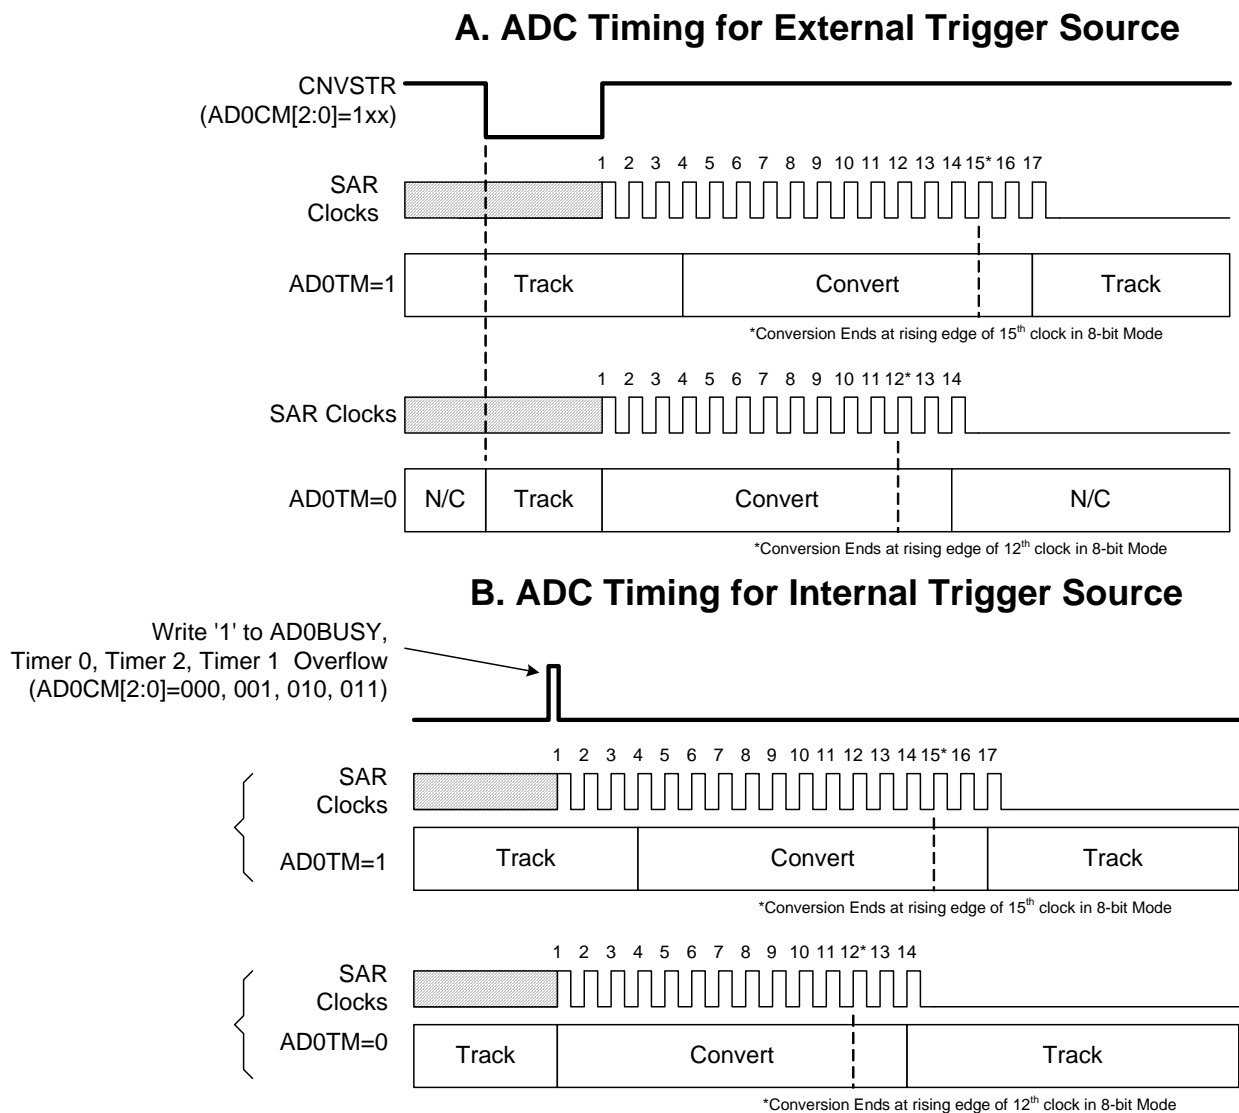 A. ADC Timing for External Trigger Source
CNVSTR
(AD0CM[2:0]=1xx)
1 2 3 4 5 6 7 8 9 10 11 12 13 14 15* 16 17
SAR
Clocks
AD0TM=1
Track
Convert
Track
*Conversion Ends at rising edge of 15th clock in 8-bit Mode
1 2 3 4 5 6 7 8 9 10 11 12* 13 14
SAR Clocks
AD0TM=0
N/C
Track
Convert
N/C
*Conversion Ends at rising edge of 12th clock in 8-bit Mode
B. ADC Timing for Internal Trigger Source
Write '1' to AD0BUSY,
Timer 0, Timer 2, Timer 1 Overflow
(AD0CM[2:0]=000, 001, 010, 011)
1 2 3 4 5 6 7 8 9 10 11 12 13 14 15* 16 17
SAR
Clocks
AD0TM=1
Track
Convert
Track
*Conversion Ends at rising edge of 15th clock in 8-bit Mode
1 2 3 4 5 6 7 8 9 10 11 12* 13 14
SAR
Clocks
AD0TM=0
Track
Convert
Track
*Conversion Ends at rising edge of 12th clock in 8-bit Mode